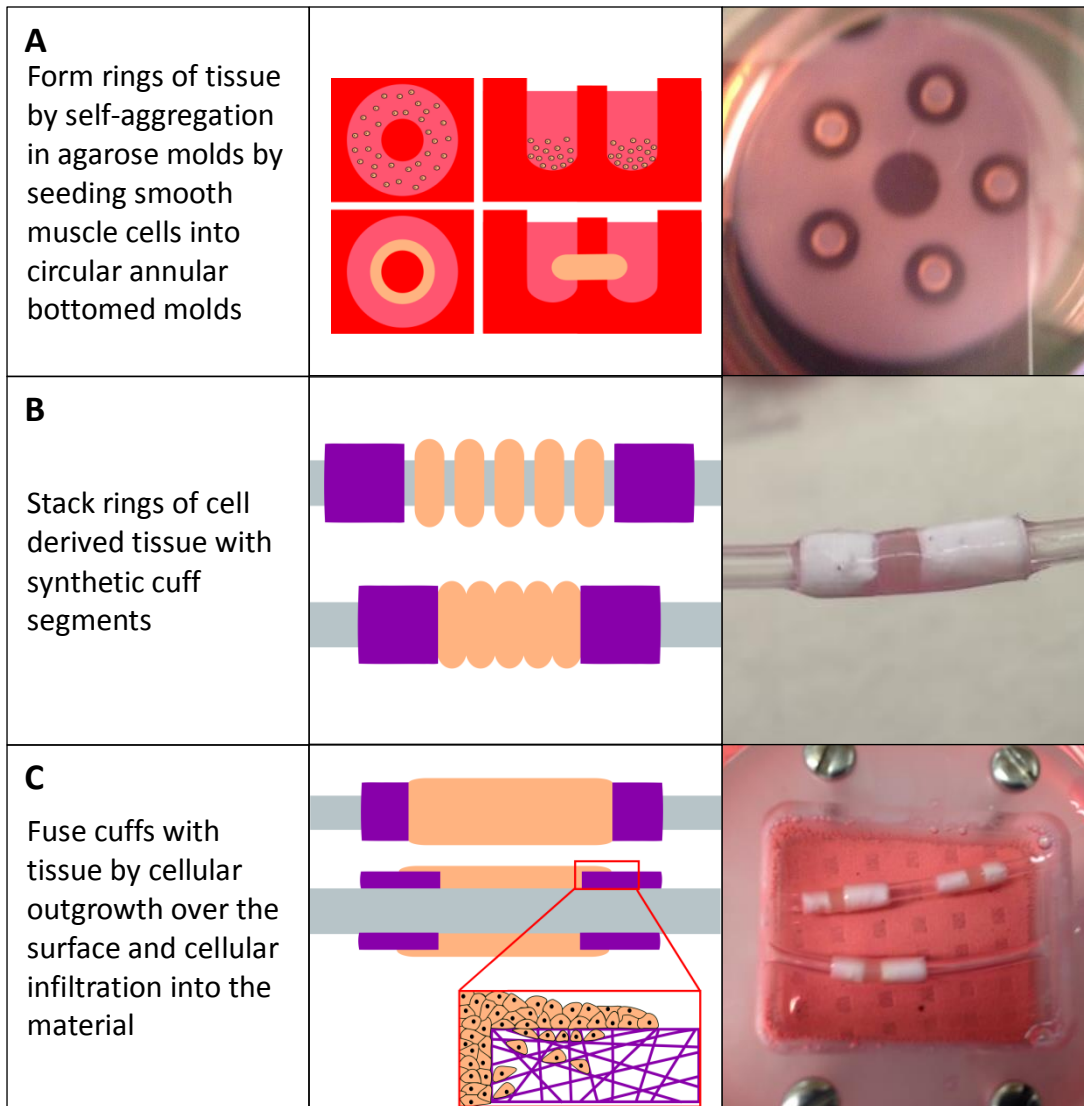 A
Form rings of tissue
by self-aggregation
in agarose molds by
seeding smooth
muscle cells into
circular annular
bottomed molds
B
Stack rings of cell
derived tissue with
synthetic cuff
segments
C
Fuse cuffs with
tissue by cellular
outgrowth over the
surface and cellular
infiltration into the
material